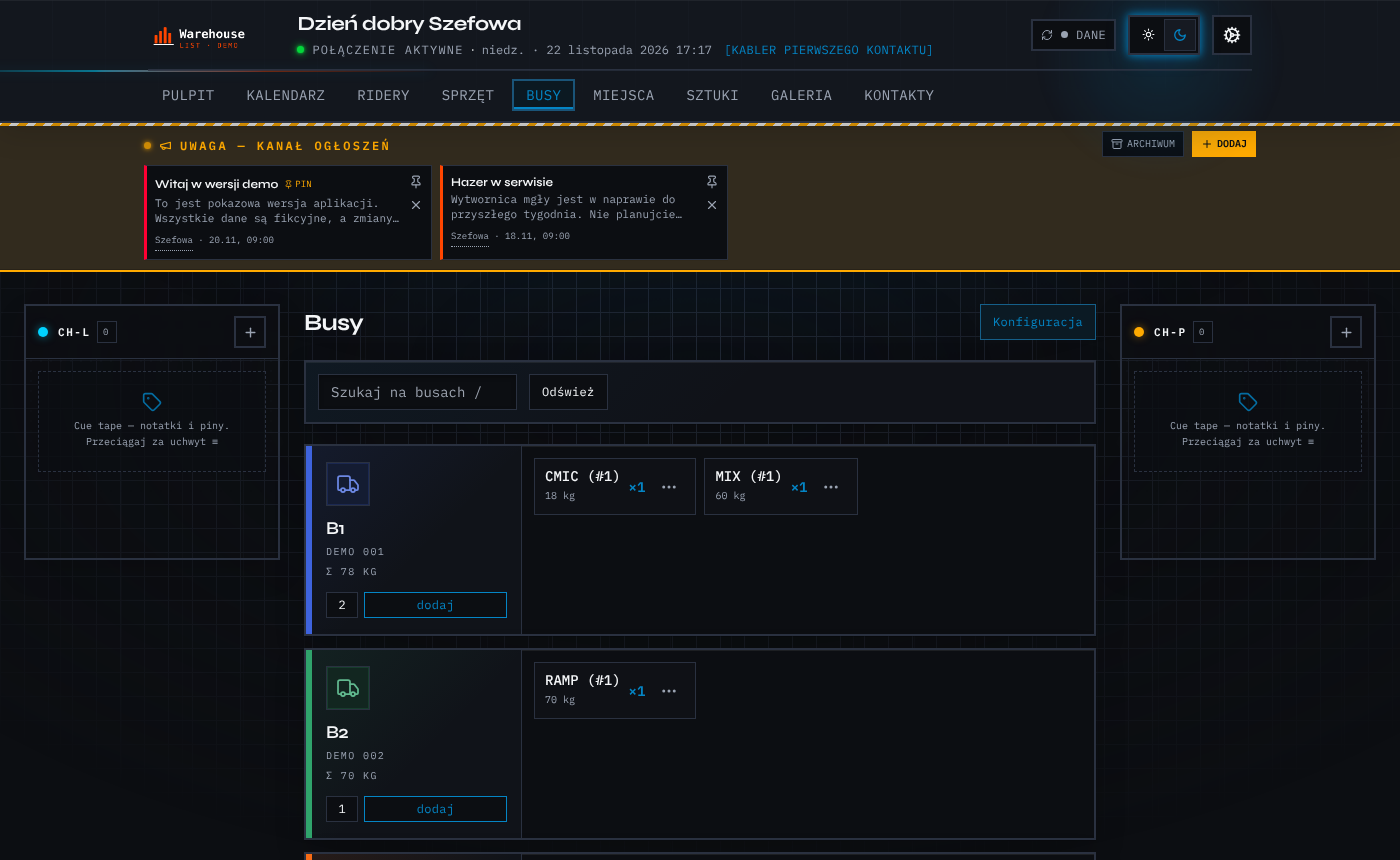 Warehouse
LIST · DEMO
Dzień dobry Szefowa
POŁĄCZENIE AKTYWNE · niedz. · 22 listopada 2026 17:17 [KABLER PIERWSZEGO KONTAKTU]
DANE
PULPIT KALENDARZ RIDERY SPRZĘT BUSY MIEJSCA SZTUKI GALERIA KONTAKTY
UWAGA — KANAŁ OGŁOSZEŃ
ARCHIWUM
+ DODAJ
Witaj w wersji demo PIN
To jest pokazowa wersja aplikacji.
Wszystkie dane są fikcyjne, a zmiany…
Szefowa · 20.11, 09:00
Hazer w serwisie
Wytwornica mgły jest w naprawie do
przyszłego tygodnia. Nie planujcie…
Szefowa · 18.11, 09:00
CH-L 0 +
Cue tape — notatki i piny.
Przeciągaj za uchwyt ≡
Busy
Konfiguracja
Szukaj na busach /
Odśwież
B1
DEMO 001
Σ 78 KG
2 dodaj
CMIC (#1)
18 kg
×1 ···
MIX (#1)
60 kg
×1 ···
B2
DEMO 002
Σ 70 KG
1 dodaj
RAMP (#1)
70 kg
×1 ···
CH-P 0 +
Cue tape — notatki i piny.
Przeciągaj za uchwyt ≡